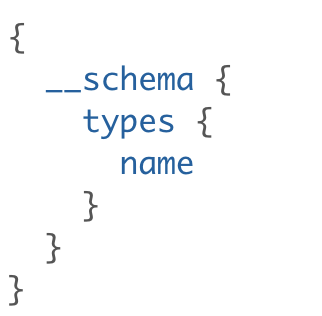 {
  __schema {
    types {
      name
    }
  }
}